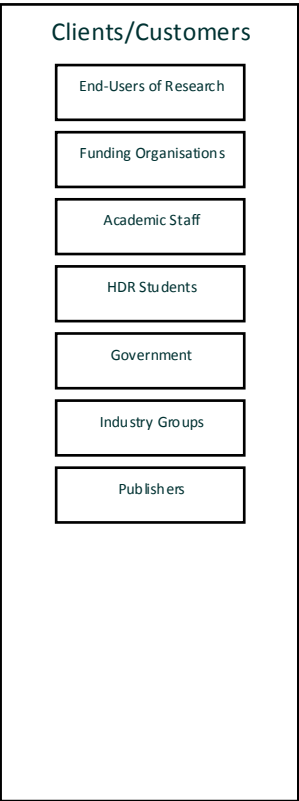 Clients/Customers
End-Users of Research
Funding Organisations
Academic Staff
HDR Students
Government
Industry Groups
Publishers